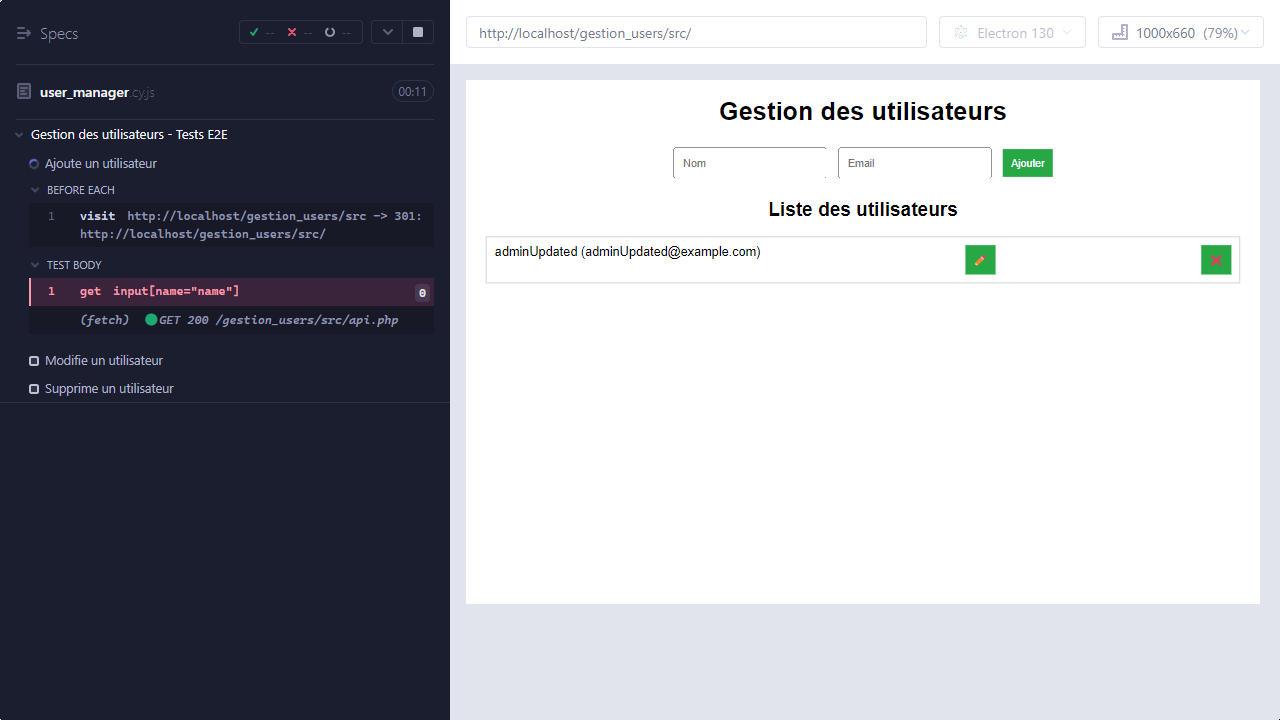 Specs
-- -- --
user_manager.cy.js
00:11
Gestion des utilisateurs - Tests E2E
Ajoute un utilisateur
BEFORE EACH
1 visit http://localhost/gestion_users/src -> 301:
http://localhost/gestion_users/src/
TEST BODY
1 get input[name="name"] 0
(fetch) GET 200 /gestion_users/src/api.php
Modifie un utilisateur
Supprime un utilisateur
http://localhost/gestion_users/src/
Electron 130
1000x660 (79%)
Gestion des utilisateurs
Nom
Email
Ajouter
Liste des utilisateurs
adminUpdated (adminUpdated@example.com)